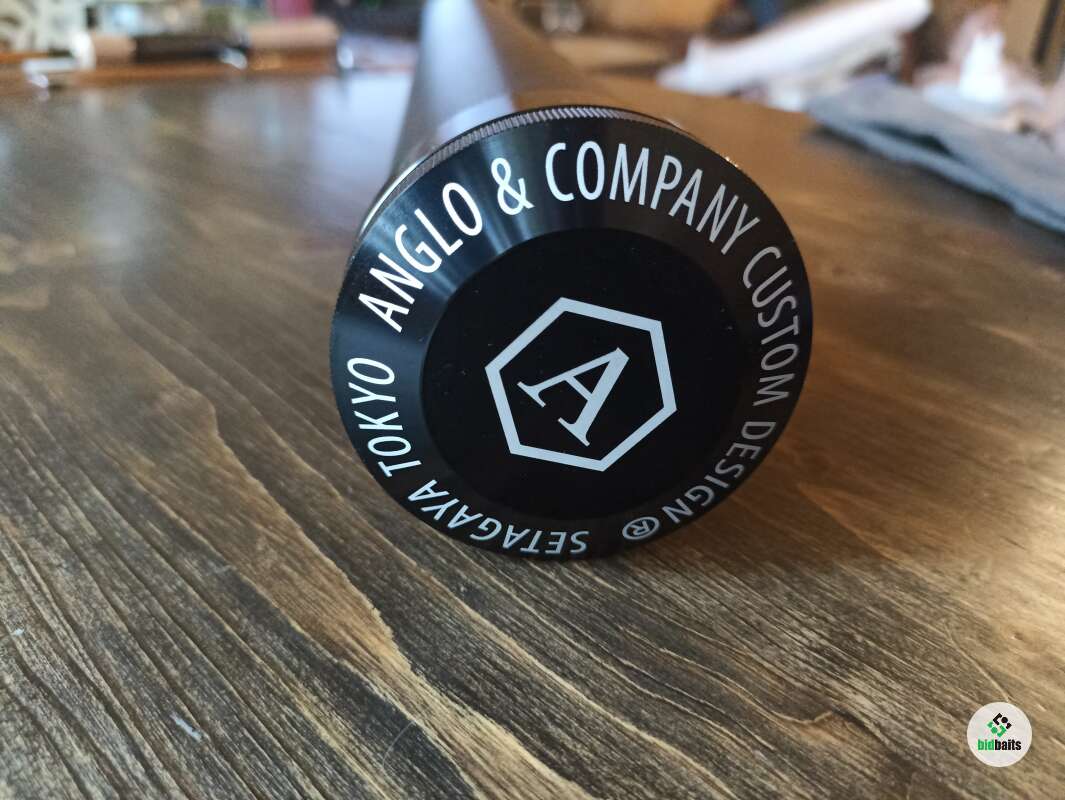 ANGLO & COMPANY CUSTOM DESIGN®
SETAGAYA TOKYO
A
bidbaits